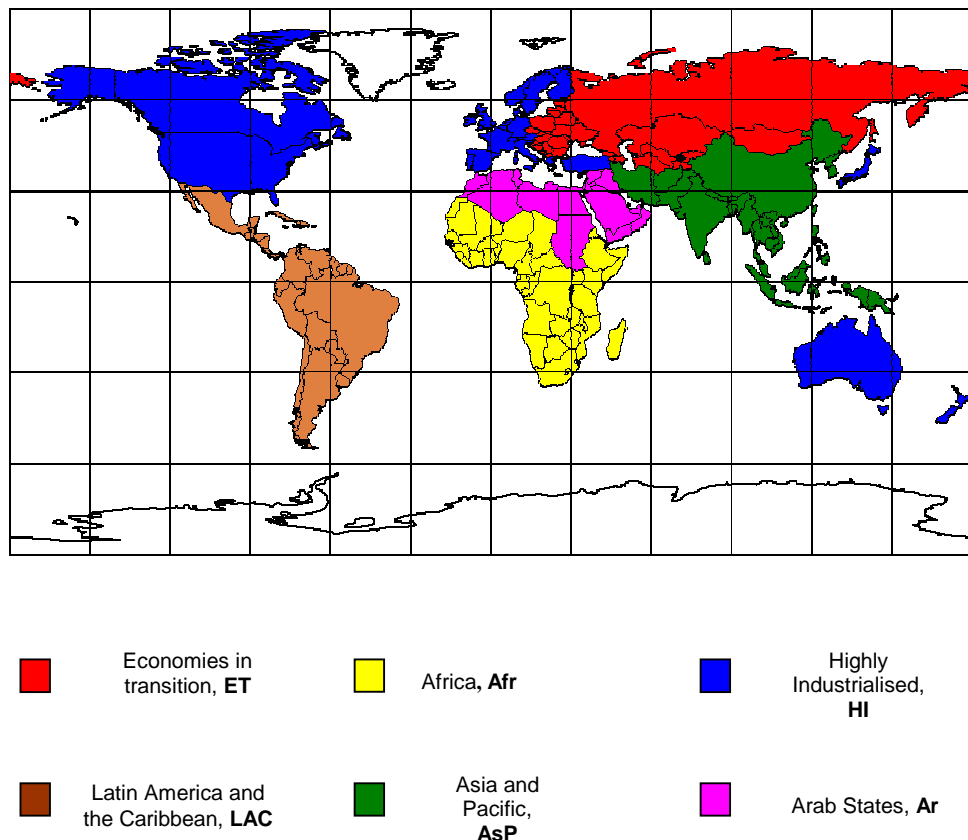 Economies in
transition, ET
Africa, Afr
Highly
Industrialised,
HI
Latin America and
the Caribbean, LAC
Asia and
Pacific,
AsP
Arab States, Ar